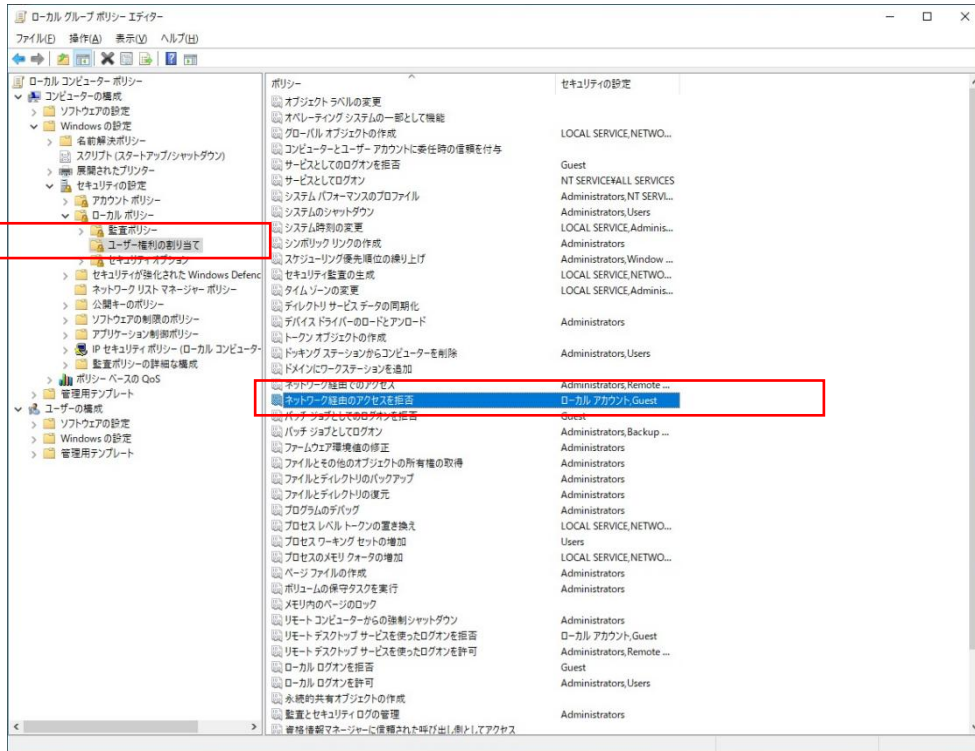 ローカル グループ ポリシー エディター
ファイル(F) 操作(A) 表示(V) ヘルプ(H)
ローカル コンピューター ポリシー
コンピューターの構成
ソフトウェアの設定
Windows の設定
名前解決ポリシー
スクリプト (スタートアップ/シャットダウン)
展開されたプリンター
セキュリティの設定
アカウント ポリシー
ローカル ポリシー
監査ポリシー
ユーザー権利の割り当て
セキュリティ オプション
セキュリティが強化された Windows Defenc
ネットワーク リスト マネージャー ポリシー
公開キーのポリシー
ソフトウェアの制限のポリシー
アプリケーション制御ポリシー
IP セキュリティ ポリシー (ローカル コンピューター
監査ポリシーの詳細な構成
ポリシー ベースの QoS
管理用テンプレート
ユーザーの構成
ソフトウェアの設定
Windows の設定
管理用テンプレート
ポリシー セキュリティの設定
オブジェクト ラベルの変更
オペレーティング システムの一部として機能
グローバル オブジェクトの作成 LOCAL SERVICE,NETWO...
コンピューターとユーザー アカウントに委任時の信頼を付与
サービスとしてのログオンを拒否 Guest
サービスとしてログオン NT SERVICE¥ALL SERVICES
システム パフォーマンスのプロファイル Administrators,NT SERVI...
システムのシャットダウン Administrators,Users
システム時刻の変更 LOCAL SERVICE,Adminis...
シンボリック リンクの作成 Administrators
スケジューリング優先順位の繰り上げ Administrators,Window ...
セキュリティ監査の生成 LOCAL SERVICE,NETWO...
タイム ゾーンの変更 LOCAL SERVICE,Adminis...
ディレクトリ サービス データの同期化
デバイス ドライバーのロードとアンロード Administrators
トークン オブジェクトの作成
ドッキング ステーションからコンピューターを削除 Administrators,Users
ドメインにワークステーションを追加
ネットワーク経由でのアクセス Administrators,Remote ...
ネットワーク経由のアクセスを拒否 ローカル アカウント,Guest
バッチ ジョブとしてのログオンを拒否 Guest
バッチ ジョブとしてログオン Administrators,Backup ...
ファームウェア環境値の修正 Administrators
ファイルとその他のオブジェクトの所有権の取得 Administrators
ファイルとディレクトリのバックアップ Administrators
ファイルとディレクトリの復元 Administrators
プログラムのデバッグ Administrators
プロセス レベル トークンの置き換え LOCAL SERVICE,NETWO...
プロセス ワーキング セットの増加 Users
プロセスのメモリ クォータの増加 LOCAL SERVICE,NETWO...
ページ ファイルの作成 Administrators
ボリュームの保守タスクを実行 Administrators
メモリ内のページのロック
リモート コンピューターからの強制シャットダウン Administrators
リモート デスクトップ サービスを使ったログオンを拒否 ローカル アカウント,Guest
リモート デスクトップ サービスを使ったログオンを許可 Administrators,Remote ...
ローカル ログオンを拒否 Guest
ローカル ログオンを許可 Administrators,Users
永続的共有オブジェクトの作成
監査とセキュリティ ログの管理 Administrators
資格情報マネージャーに信頼された呼び出し側としてアクセス